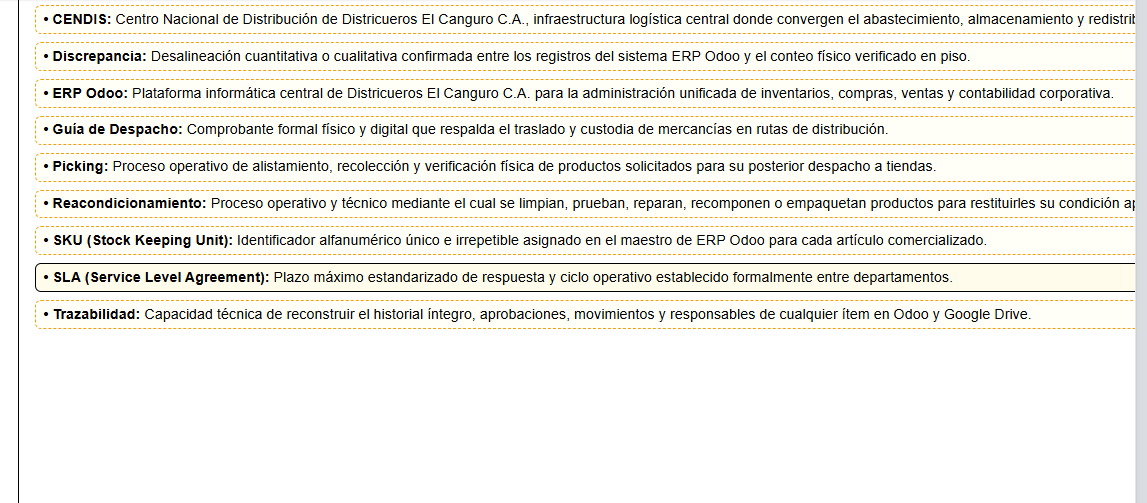 • CENDIS: Centro Nacional de Distribución de Districueros El Canguro C.A., infraestructura logística central donde convergen el abastecimiento, almacenamiento y
• Discrepancia: Desalineación cuantitativa o cualitativa confirmada entre los registros del sistema ERP Odoo y el conteo físico verificado en piso.
• ERP Odoo: Plataforma informática central de Districueros El Canguro C.A. para la administración unificada de inventarios, compras, ventas y contabilidad corporativa.
• Guía de Despacho: Comprobante formal físico y digital que respalda el traslado y custodia de mercancías en rutas de distribución.
• Picking: Proceso operativo de alistamiento, recolección y verificación física de productos solicitados para su posterior despacho a tiendas.
• Reacondicionamiento: Proceso operativo y técnico mediante el cual se limpian, prueban, reparan, recomponen o empaquetan productos para restituirles su condición
• SKU (Stock Keeping Unit): Identificador alfanumérico único e irrepetible asignado en el maestro de ERP Odoo para cada artículo comercializado.
• SLA (Service Level Agreement): Plazo máximo estandarizado de respuesta y ciclo operativo establecido formalmente entre departamentos.
• Trazabilidad: Capacidad técnica de reconstruir el historial íntegro, aprobaciones, movimientos y responsables de cualquier ítem en Odoo y Google Drive.